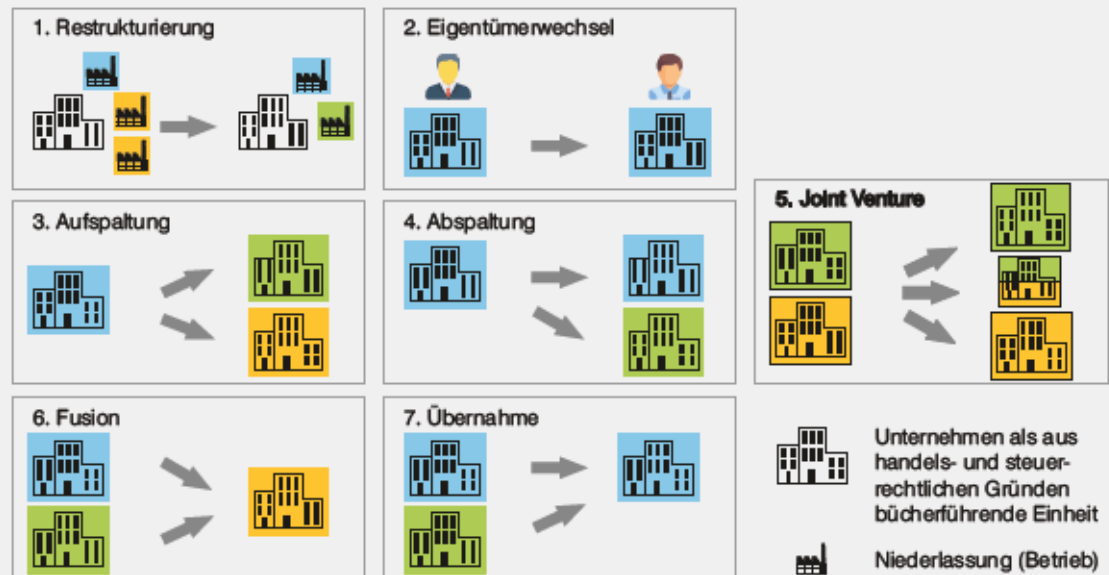 1. Restrukturierung
2. Eigentümerwechsel
3. Aufspaltung
4. Abspaltung
5. Joint Venture
6. Fusion
7. Übernahme
Unternehmen als aus
handels- und steuer-
rechtlichen Gründen
bücherführende Einheit
Niederlassung (Betrieb)